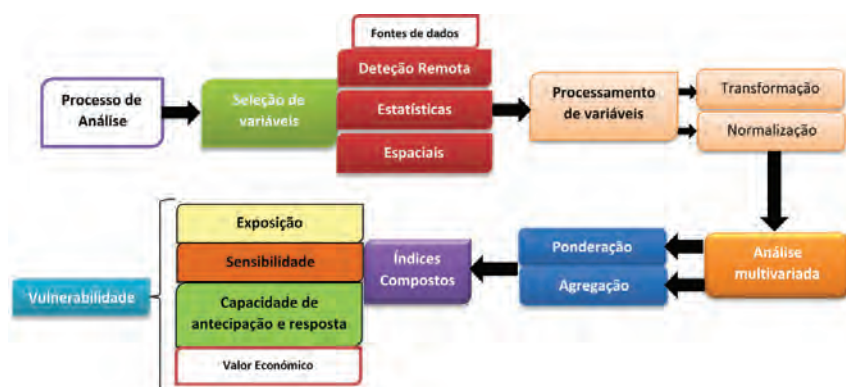 Fontes de dados
Deteção Remota
Processo de
Análise
Seleção de
variáveis
Estatísticas
Espaciais
Processamento
de variáveis
Transformação
Normalização
Exposição
Sensibilidade
Capacidade de
antecipação e resposta
Valor Económico
Vulnerabilidade
Índices
Compostos
Ponderação
Agregação
Análise
multivariada